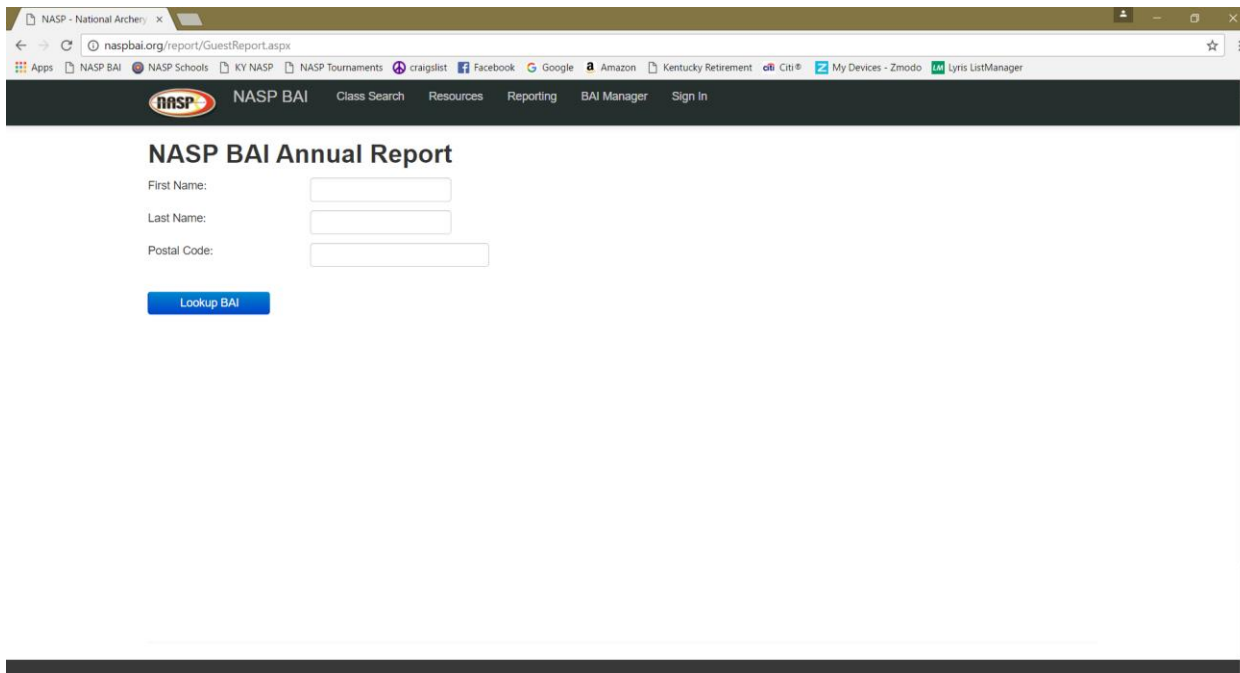 NASP - National Archery
naspbai.org/report/GuestReport.aspx
Apps NASP BAI NASP Schools KY NASP NASP Tournaments craigslist Facebook Google Amazon Kentucky Retirement Citi® My Devices - Zmodo Lyris ListManager
NASP NASP BAI Class Search Resources Reporting BAI Manager Sign In
NASP BAI Annual Report
First Name:
Last Name:
Postal Code:
Lookup BAI